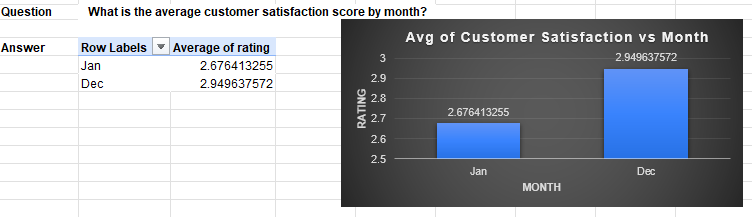 Question What is the average customer satisfaction score by month?
Answer Row Labels Average of rating
Jan 2.676413255
Dec 2.949637572
Avg of Customer Satisfaction vs Month
3
2.9
2.8
2.7
2.6
2.5
RATING
2.676413255
2.949637572
Jan Dec
MONTH